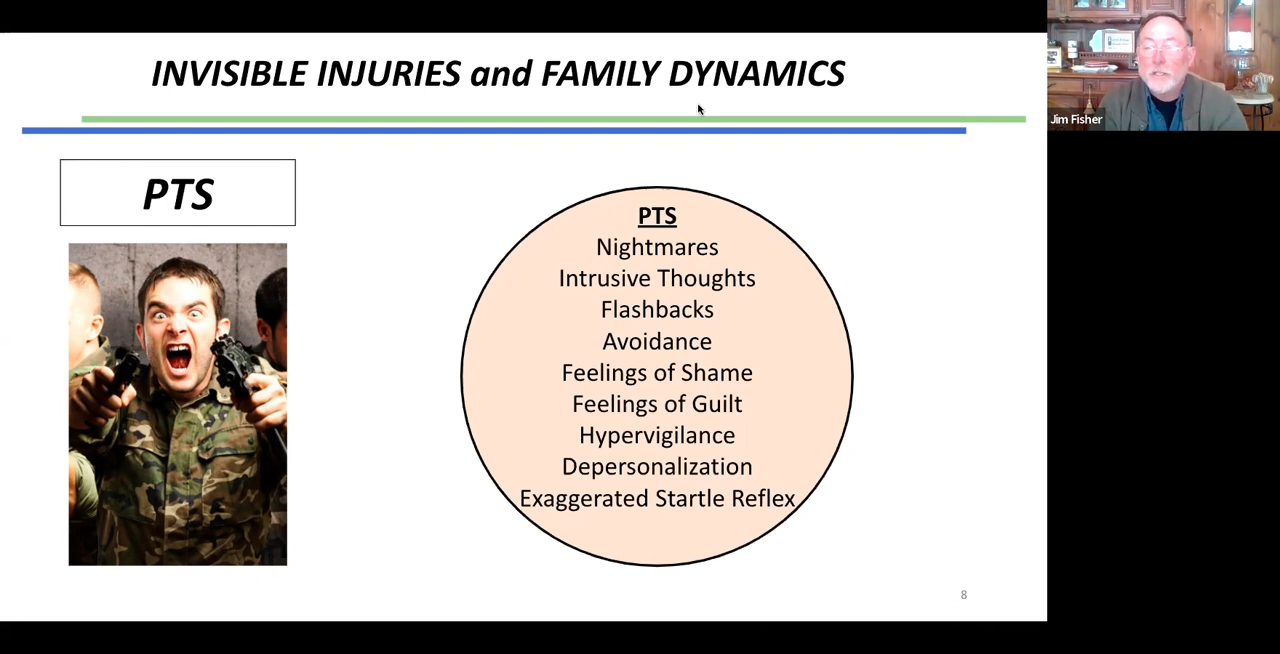 INVISIBLE INJURIES and FAMILY DYNAMICS
Jim Fisher
PTS
PTS
Nightmares
Intrusive Thoughts
Flashbacks
Avoidance
Feelings of Shame
Feelings of Guilt
Hypervigilance
Depersonalization
Exaggerated Startle Reflex
8